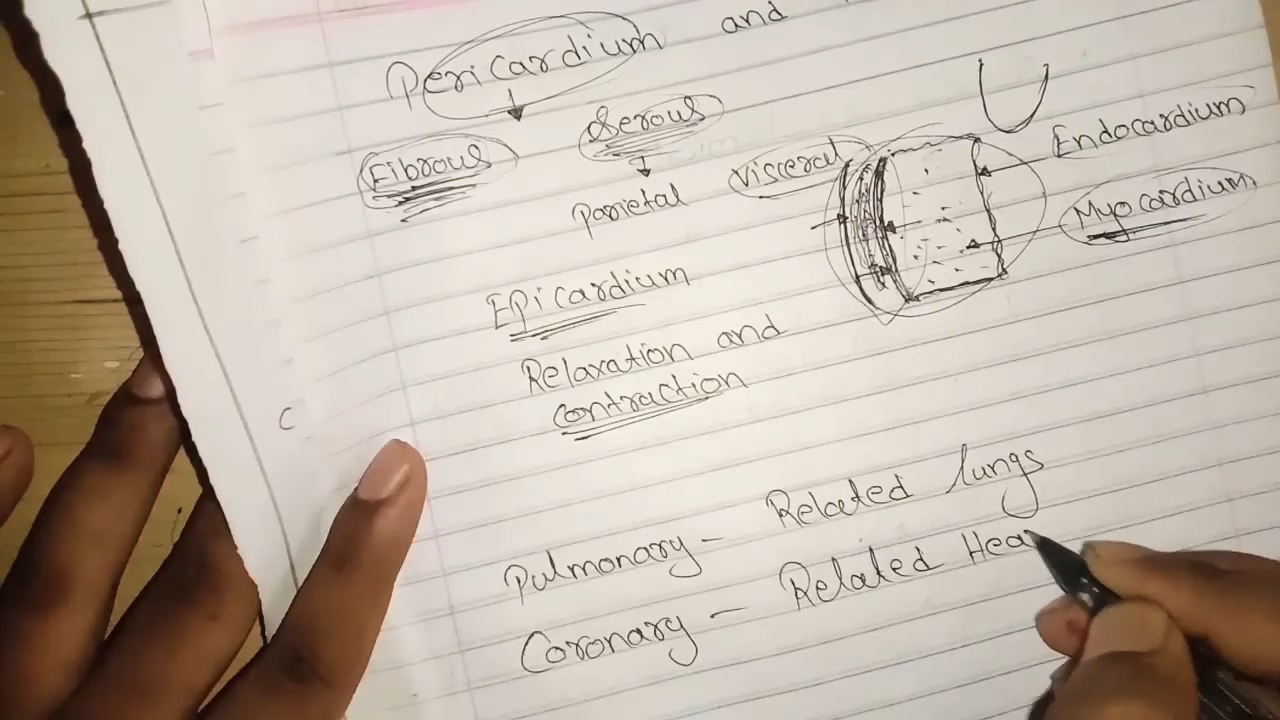 Pericardium and
Fibrous
Serous
Parietal
Visceral
Endocardium
Myocardium
Epicardium
Relaxation and
contraction
C
Pulmonary - Related lungs
Coronary - Related Hea